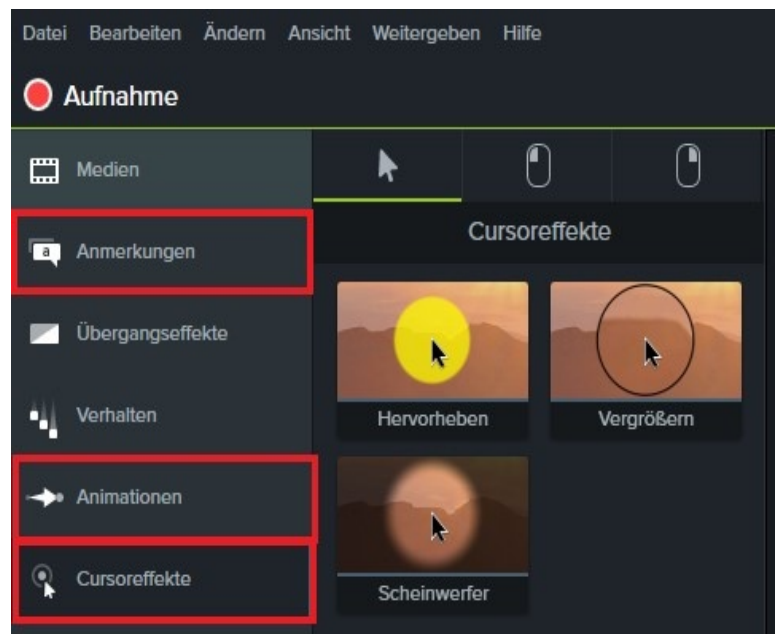 Datei Bearbeiten Ändern Ansicht Weitergeben Hilfe
Aufnahme
Medien
a Anmerkungen
Übergangseffekte
Verhalten
Animationen
Cursoreffekte
Cursoreffekte
Hervorheben Vergrößern
Scheinwerfer